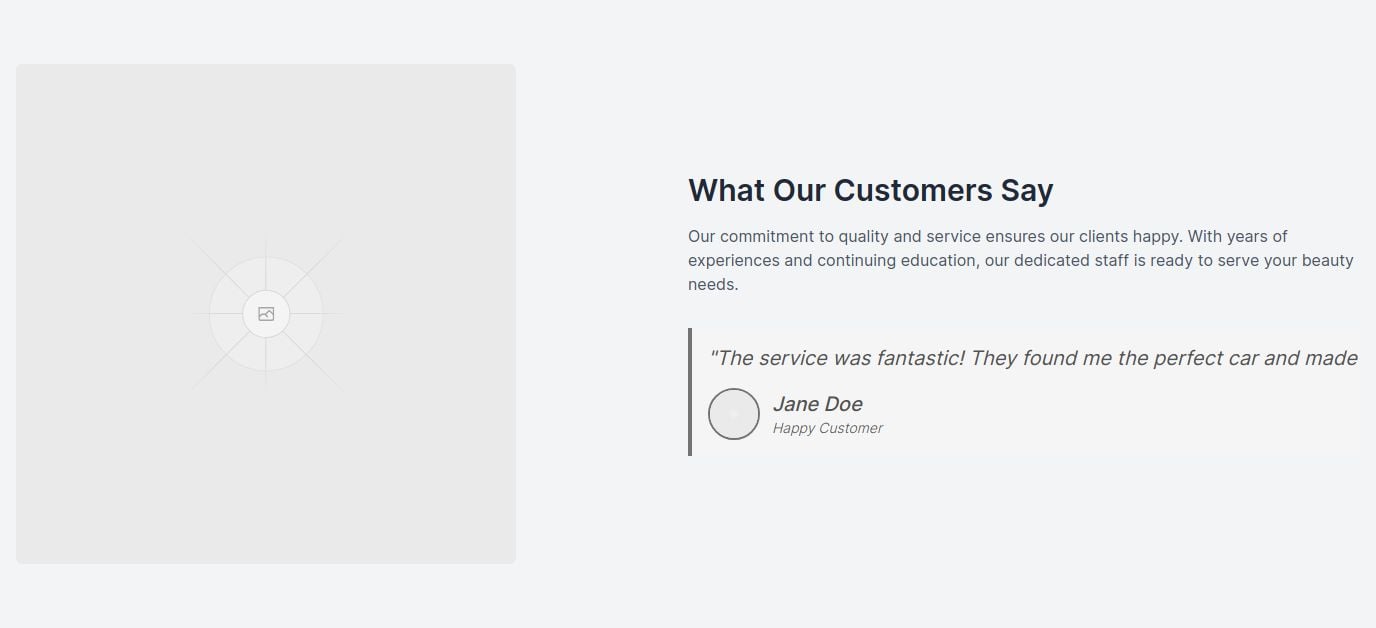 What Our Customers Say
Our commitment to quality and service ensures our clients happy. With years of
experiences and continuing education, our dedicated staff is ready to serve your beauty
needs.
"The service was fantastic! They found me the perfect car and made
Jane Doe
Happy Customer